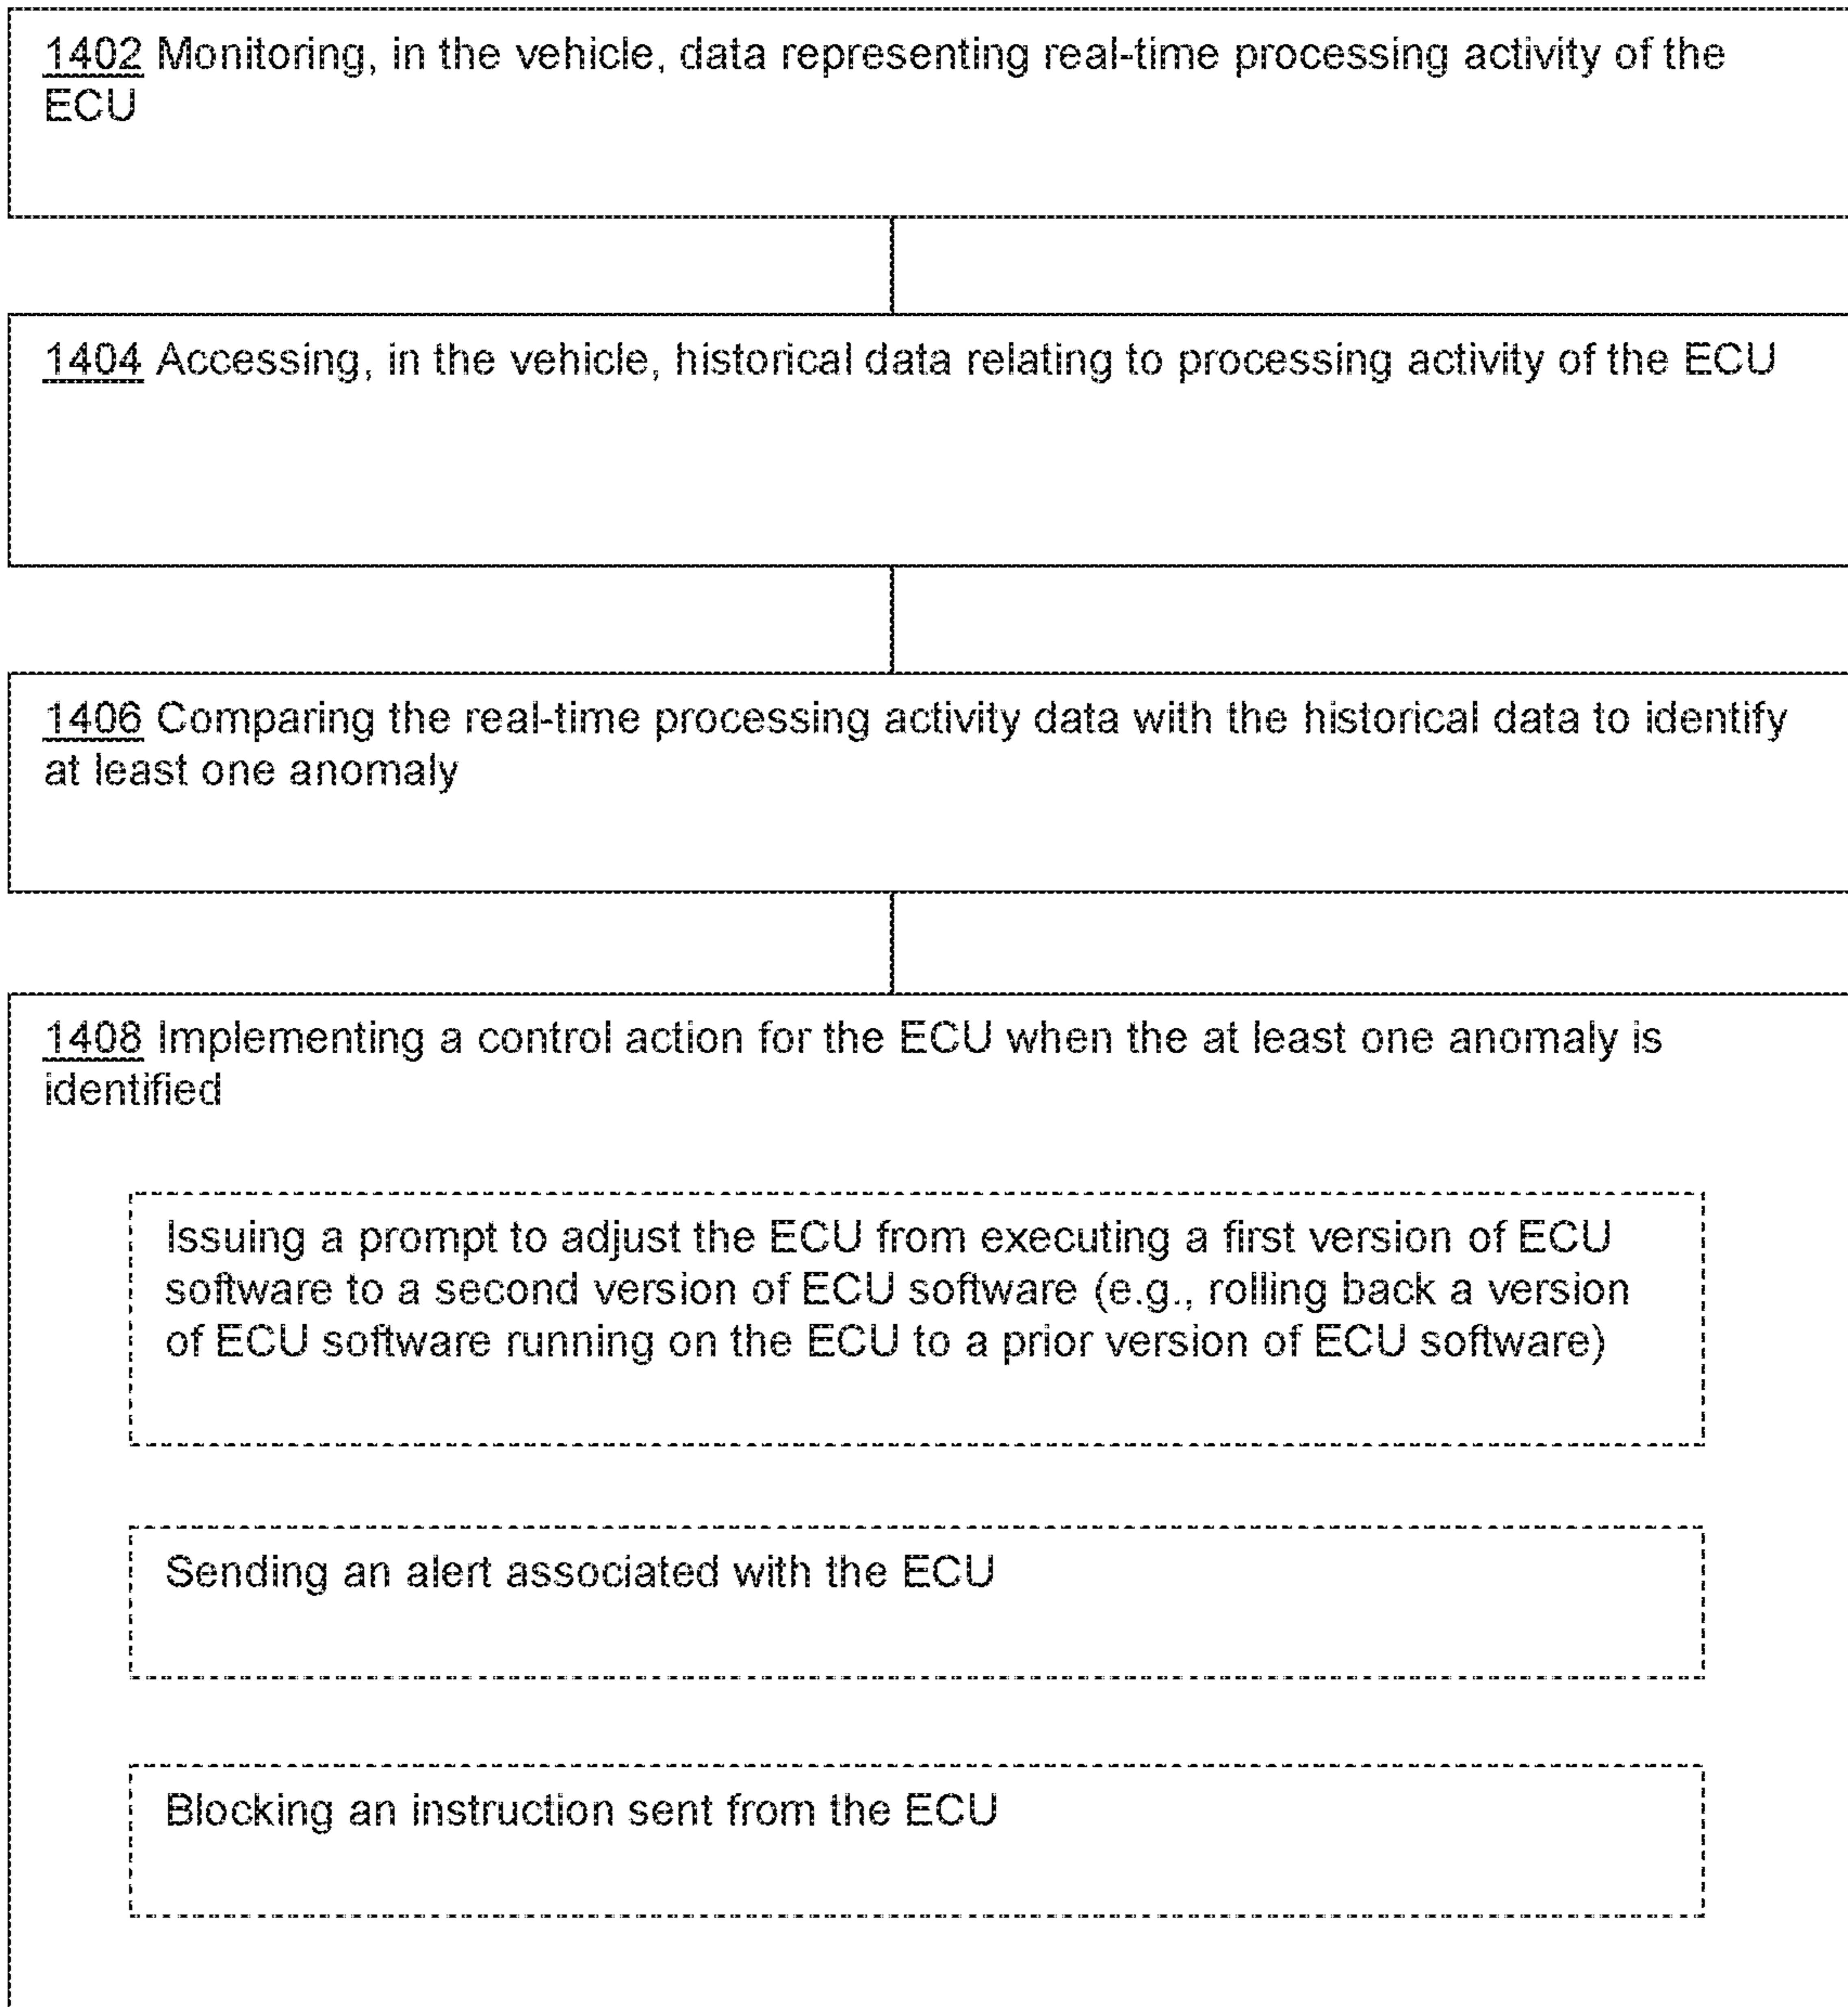 1402 Monitoring, in the vehicle, data representing real-time processing activity of the
ECU
1404 Accessing, in the vehicle, historical data relating to processing activity of the ECU
1406 Comparing the real-time processing activity data with the historical data to identify
at least one anomaly
1408 Implementing a control action for the ECU when the at least one anomaly is
identified
Issuing a prompt to adjust the ECU from executing a first version of ECU
software to a second version of ECU software (e.g., rolling back a version
of ECU software running on the ECU to a prior version of ECU software)
Sending an alert associated with the ECU
Blocking an instruction sent from the ECU